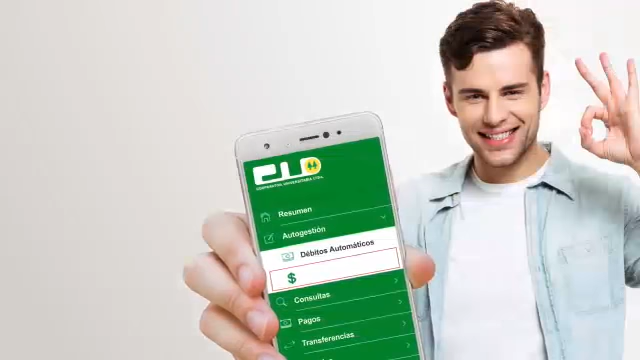 CU
COOPERATIVA UNIVERSITARIA LTDA.
Resumen
Autogestión
Débitos Automáticos
$
Consultas
Pagos
Transferencias